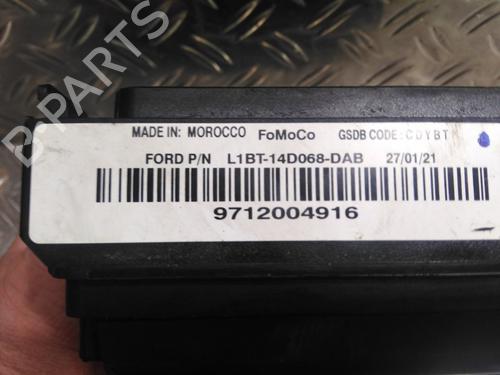 MADE IN: MOROCCO FoMoCo GSDB CODE: CDYBT
FORD P/N L1BT-14D068-DAB 27/01/21
9712004916
B-PARTS